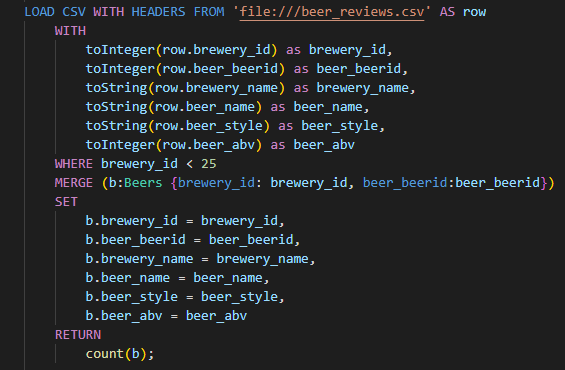 LOAD CSV WITH HEADERS FROM 'file:///beer_reviews.csv' AS row
WITH
toInteger(row.brewery_id) as brewery_id,
toInteger(row.beer_beerid) as beer_beerid,
toString(row.brewery_name) as brewery_name,
toString(row.beer_name) as beer_name,
toString(row.beer_style) as beer_style,
toInteger(row.beer_abv) as beer_abv
WHERE brewery_id < 25
MERGE (b:Beers {brewery_id: brewery_id, beer_beerid:beer_beerid})
SET
b.brewery_id = brewery_id,
b.beer_beerid = beer_beerid,
b.brewery_name = brewery_name,
b.beer_name = beer_name,
b.beer_style = beer_style,
b.beer_abv = beer_abv
RETURN
count(b);